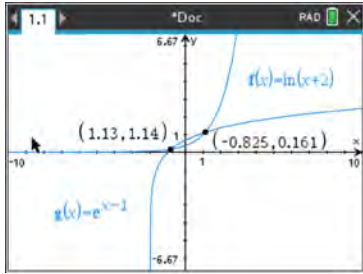 1.1 *Doc RAD
6.67 y
f(x)=ln(x+2)
(1.13, 1.14)
1
(-0.825, 0.161)
x
-10 1 10
g(x)=e^x-1
-6.67